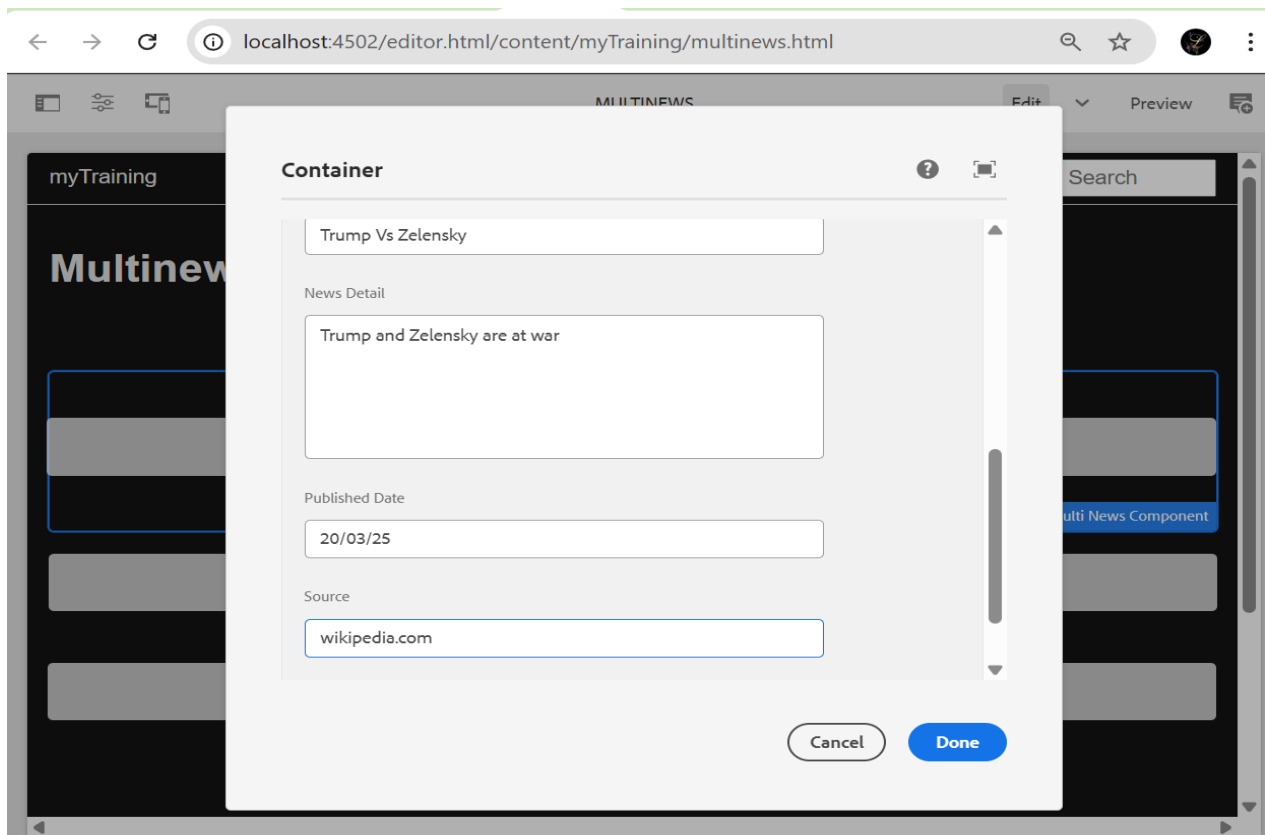 localhost:4502/editor.html/content/myTraining/multinews.html
MULTINEWS
Edit
Preview
myTraining
Search
Container
Multinew
Trump Vs Zelensky
News Detail
Trump and Zelensky are at war
Published Date
20/03/25
ulti News Component
Source
wikipedia.com
Cancel
Done